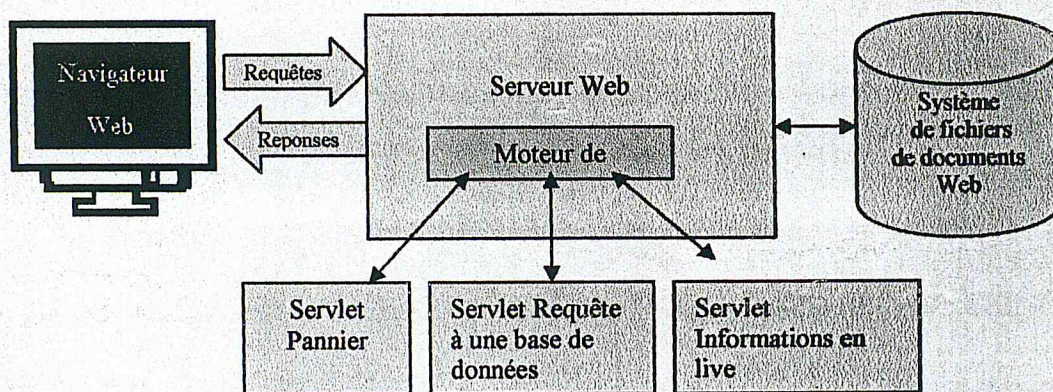 Navigateur
Web
Requêtes
Reponses
Serveur Web
Moteur de
Système
de fichiers
de documents
Web
Servlet
Pannier
Servlet Requête
à une base de
données
Servlet
Informations en
live